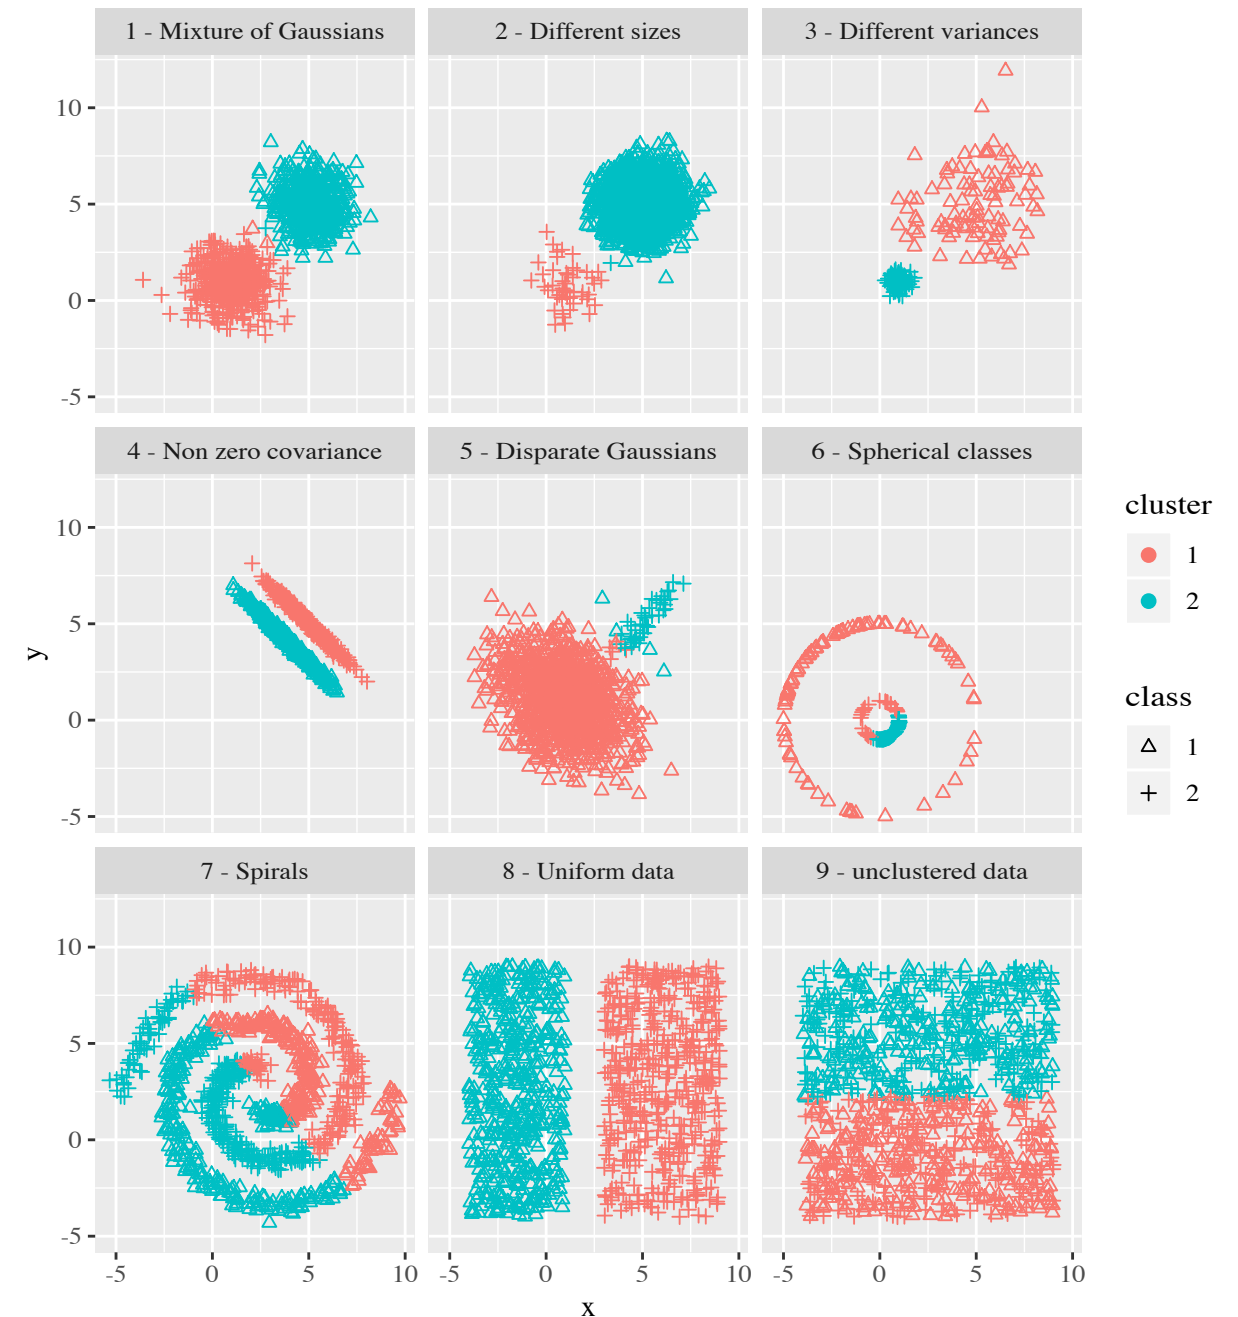 1 - Mixture of Gaussians
2 - Different sizes
3 - Different variances
10
5
0
-5
4 - Non zero covariance
5 - Disparate Gaussians
6 - Spherical classes
10
5
0
-5
7 - Spirals
8 - Uniform data
9 - unclustered data
10
5
0
-5
-5 0 5 10
-5 0 5 10
-5 0 5 10
x
y
cluster
1
2
class
1
2